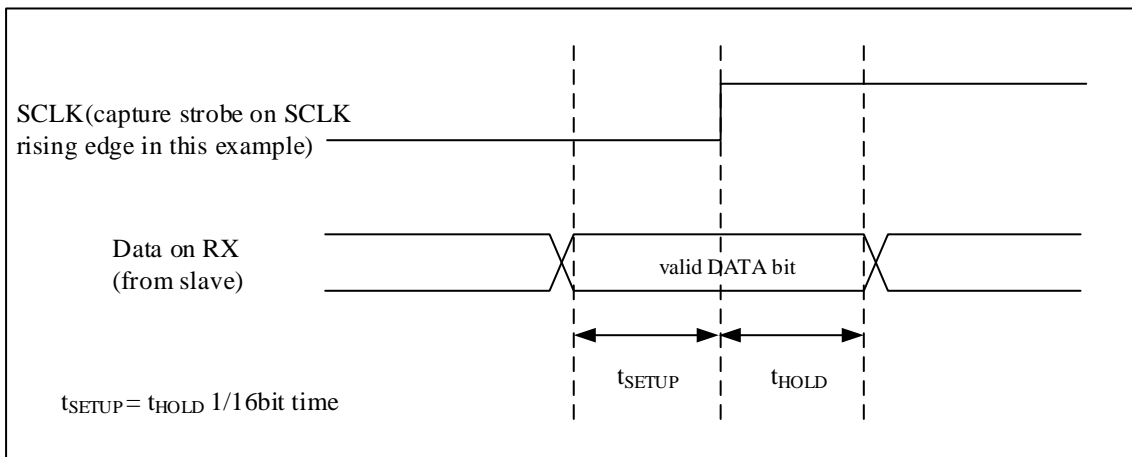 SCLK(capture strobe on SCLK
rising edge in this example)
Data on RX
(from slave)
valid DATA bit
tSETUP
tHOLD
tSETUP= tHOLD 1/16bit time